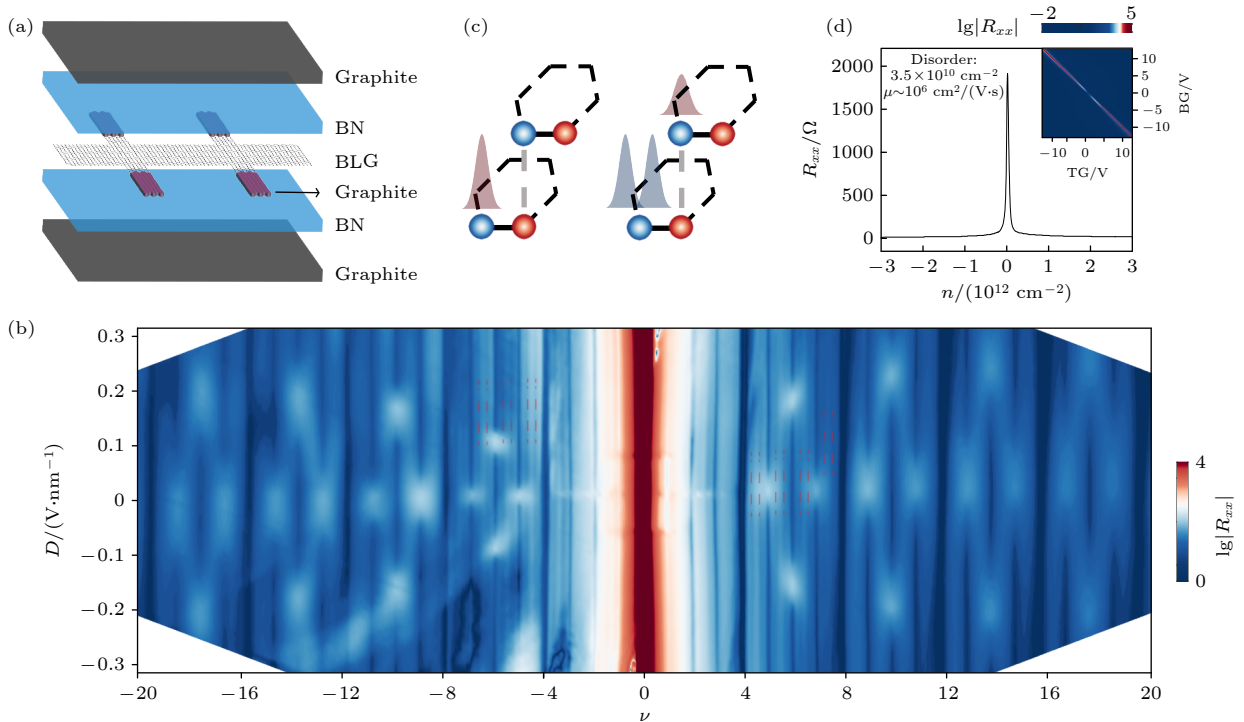 (a)
Graphite
BN
BLG
Graphite
BN
Graphite
(c)
(d)
lg|Rxx|
−2
5
Disorder:
3.5×10¹⁰ cm⁻²
μ~10⁶ cm²/(V·s)
2000
1500
1000
500
0
Rxx/Ω
−3
−2
−1
0
1
2
3
n/(10¹² cm⁻²)
10
5
0
−5
−10
BG/V
−10
0
10
TG/V
(b)
0.3
0.2
0.1
0
−0.1
−0.2
−0.3
D/(V·nm⁻¹)
−20
−16
−12
−8
−4
0
4
8
12
16
20
ν
4
0
lg|Rxx|